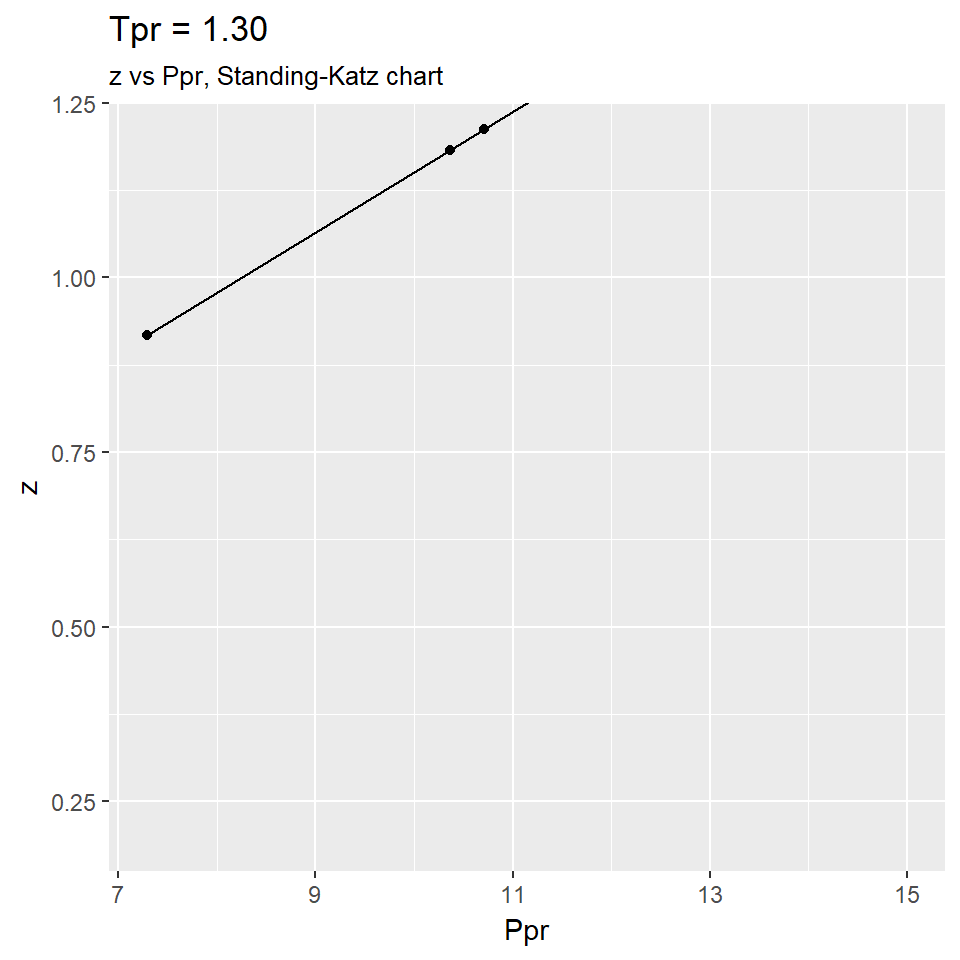 Tpr = 1.30
z vs Ppr, Standing-Katz chart
1.25
1.00
0.75
0.50
0.25
z
7 9 11 13 15
Ppr